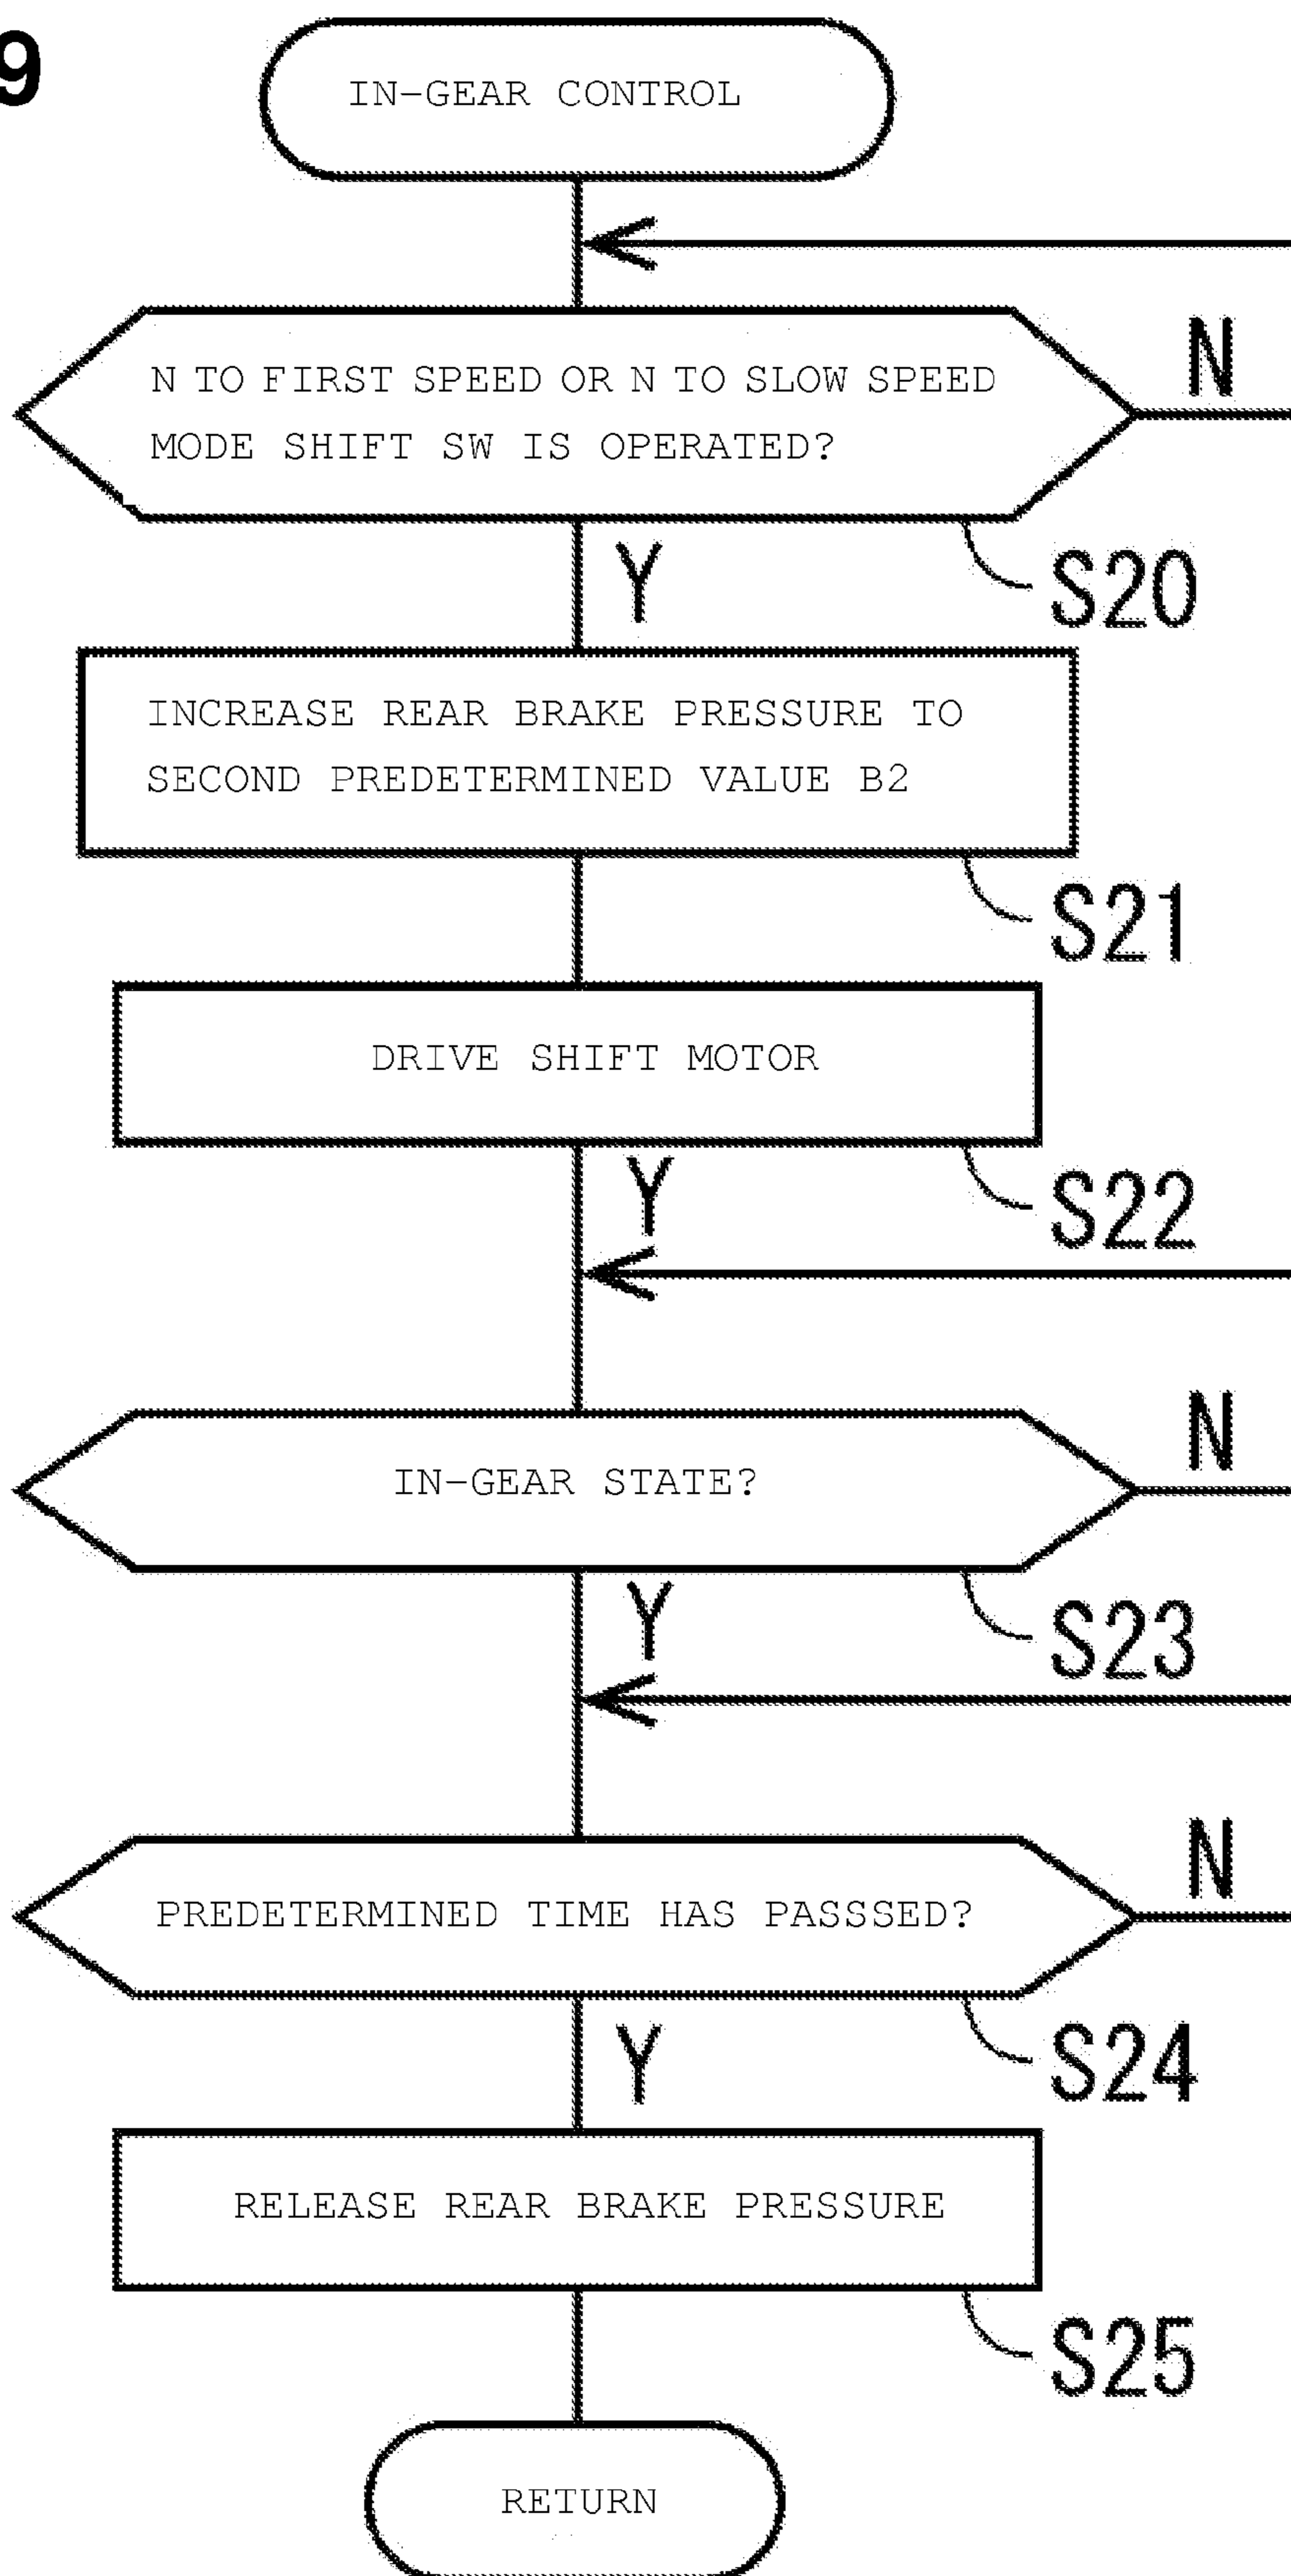 9
IN-GEAR CONTROL
N TO FIRST SPEED OR N TO SLOW SPEED
MODE SHIFT SW IS OPERATED?
N
Y
S20
INCREASE REAR BRAKE PRESSURE TO
SECOND PREDETERMINED VALUE B2
S21
DRIVE SHIFT MOTOR
Y
S22
IN-GEAR STATE?
N
Y
S23
PREDETERMINED TIME HAS PASSSED?
N
Y
S24
RELEASE REAR BRAKE PRESSURE
S25
RETURN